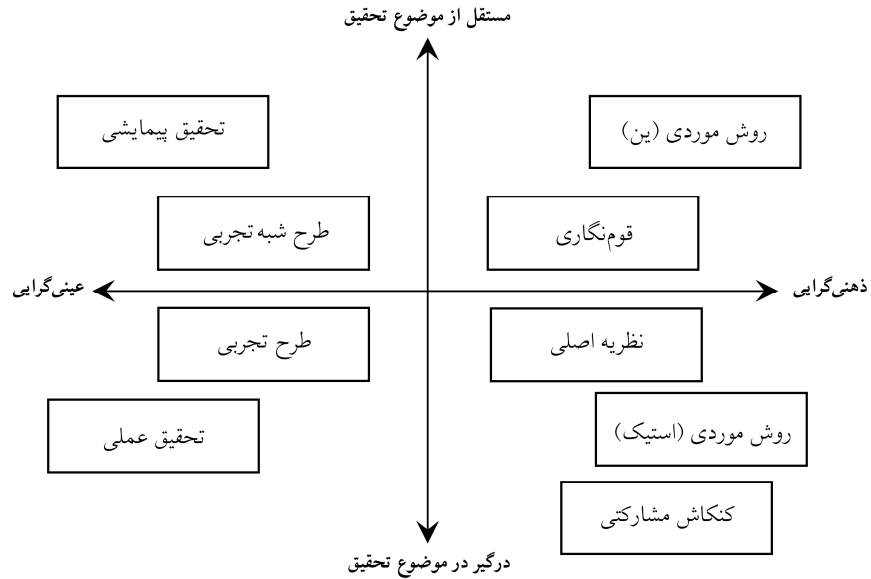 مستقل از موضوع تحقیق
روش موردی (ین)
تحقیق پیمایشی
قوم‌نگاری
طرح شبه تجربی
ذهنی‌گرایی
عینی‌گرایی
نظریه اصلی
طرح تجربی
روش موردی (استیک)
تحقیق عملی
کنکاش مشارکتی
درگیر در موضوع تحقیق